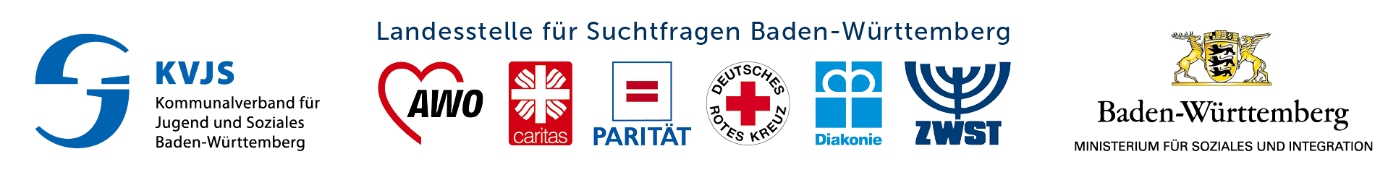 KVJS
Kommunalverband für
Jugend und Soziales
Baden-Württemberg
Landesstelle für Suchtfragen Baden-Württemberg
AWO
caritas
PARITÄT
DEUTSCHES
ROTES KREUZ
Diakonie
ZWST
Baden-Württemberg
MINISTERIUM FÜR SOZIALES UND INTEGRATION